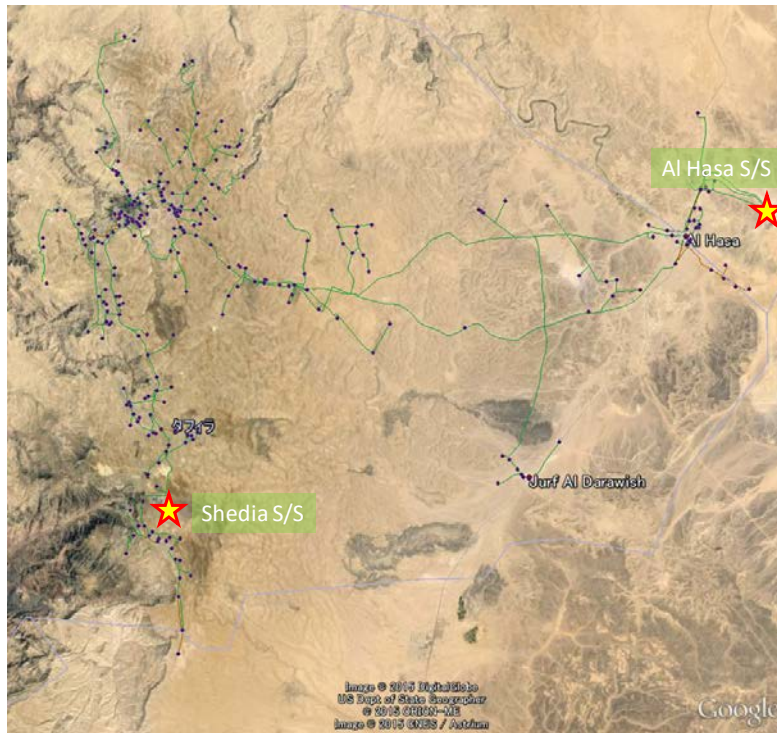 Al Hasa S/S
Al Hasa
タフィラ
Jurf Al Darawish
Shedia S/S
Image © 2015 DigitalGlobe
US Dept of State Geographer
© 2015 ORION-ME
Image © 2015 CNES / Astrium
Google